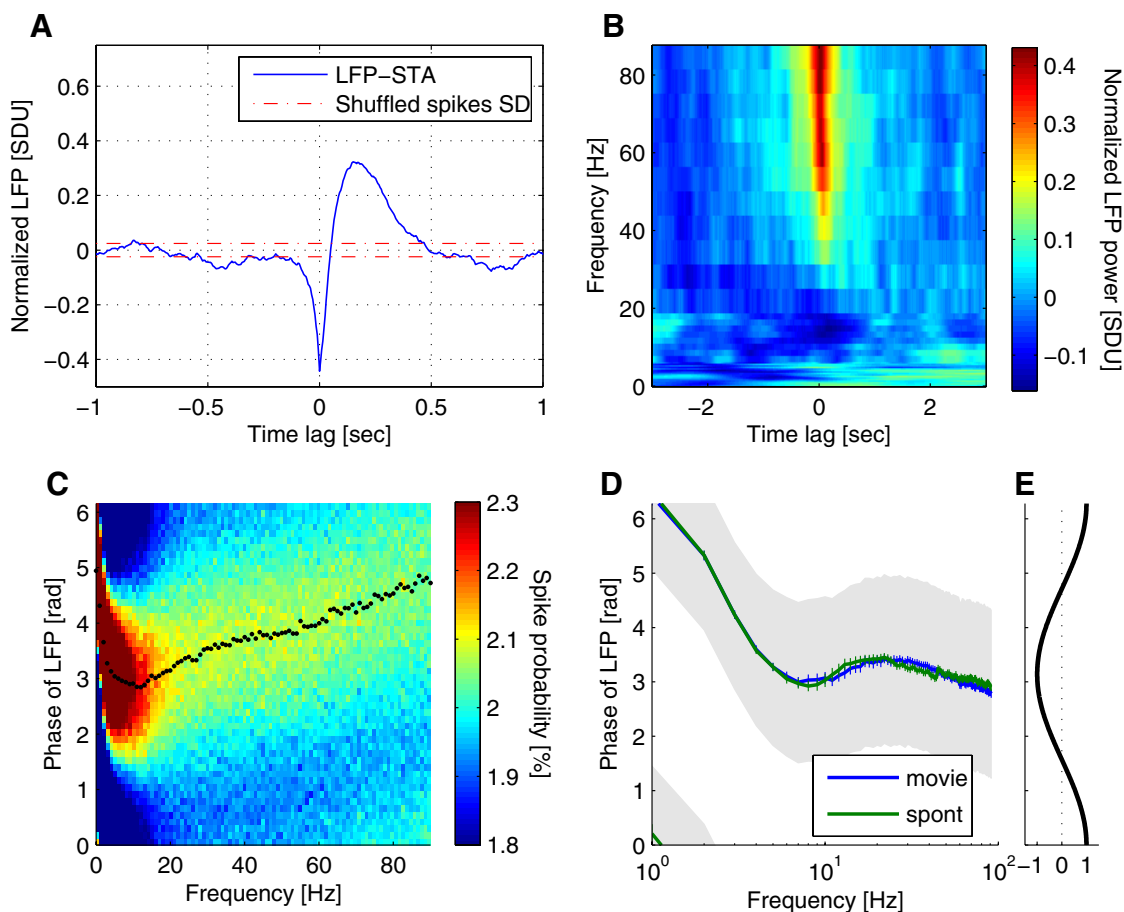 A
Normalized LFP [SDU]
0.6
0.4
0.2
0
−0.2
−0.4
−1
−0.5
0
0.5
1
Time lag [sec]
LFP−STA
Shuffled spikes SD
B
Frequency [Hz]
80
60
40
20
0
−2
0
2
Time lag [sec]
0.4
0.3
0.2
0.1
0
−0.1
Normalized LFP power [SDU]
C
Phase of LFP [rad]
6
5
4
3
2
1
0
0
20
40
60
80
Frequency [Hz]
2.3
2.2
2.1
2
1.9
1.8
Spike probability [%]
D
Phase of LFP [rad]
6
5
4
3
2
1
0
10^0
10^1
10^2
Frequency [Hz]
movie
spont
E
−1
0
1